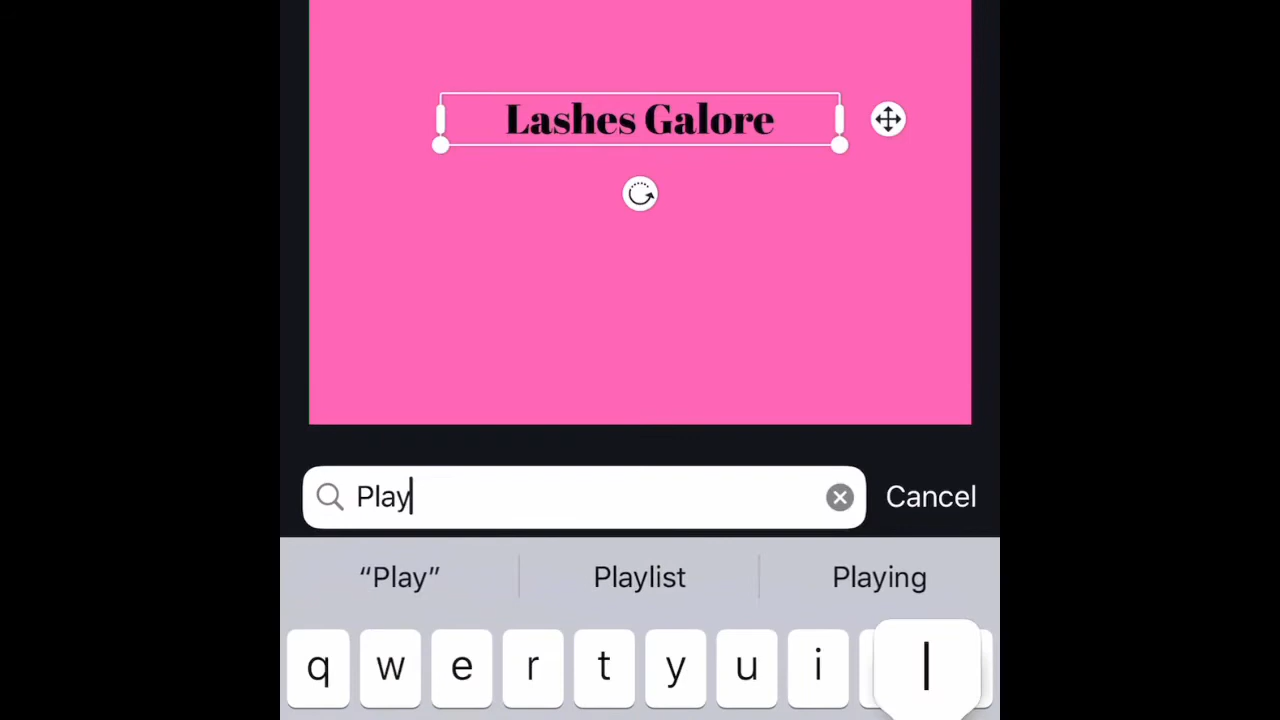 Lashes Galore
Play
Cancel
“Play”
Playlist
Playing
q w e r t y u i l